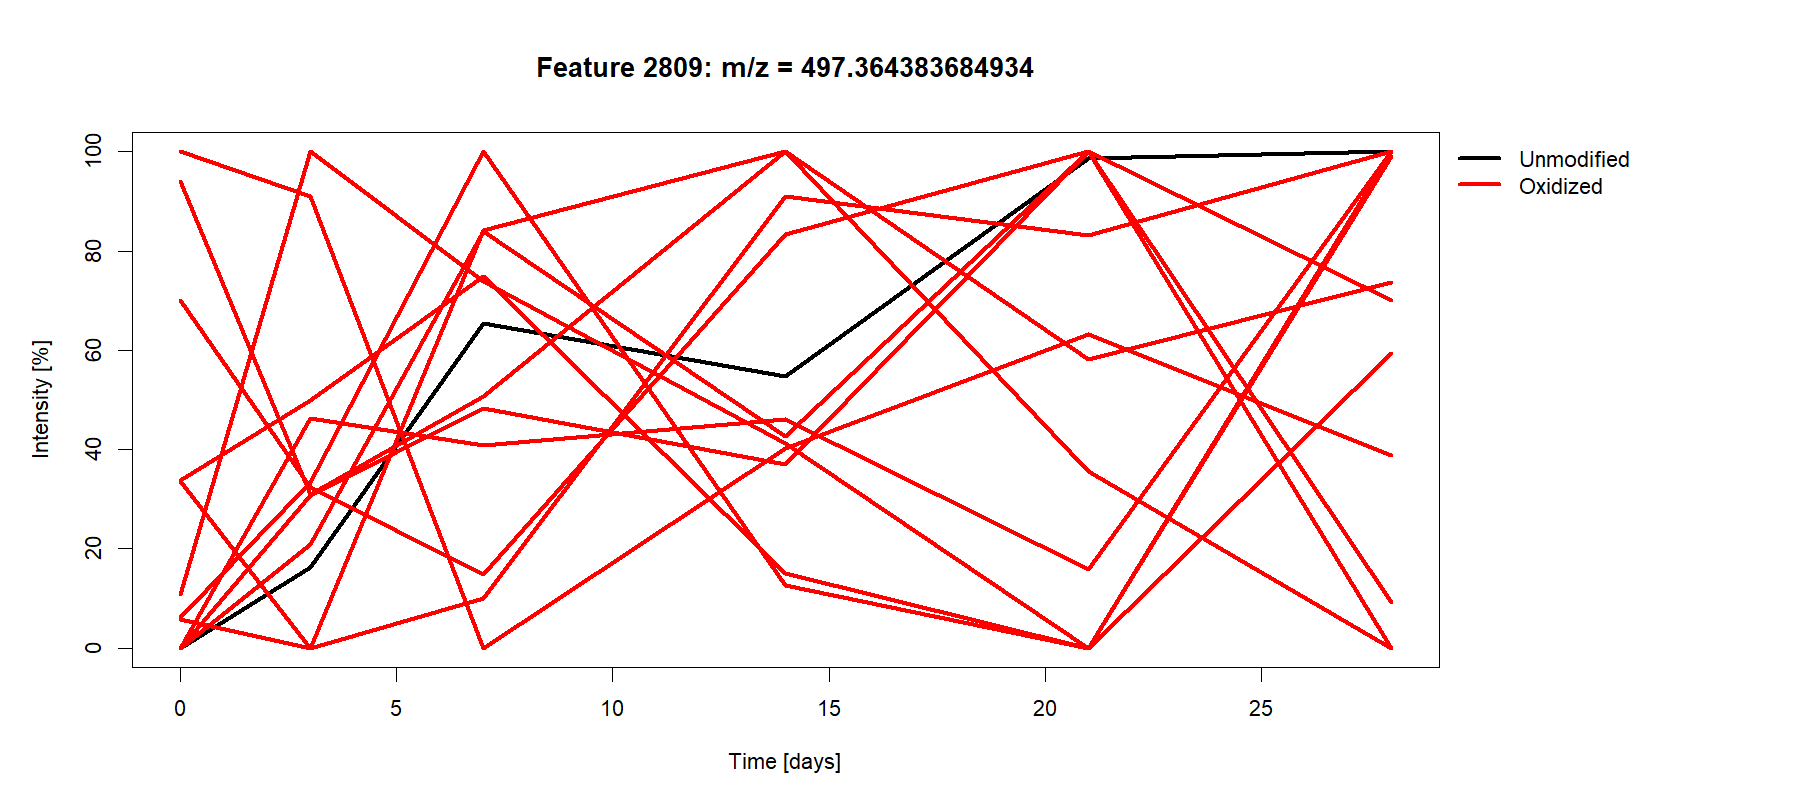 Feature 2809: m/z = 497.364383684934
Unmodified
Oxidized
Intensity [%]
100
80
60
40
20
0
0 5 10 15 20 25
Time [days]